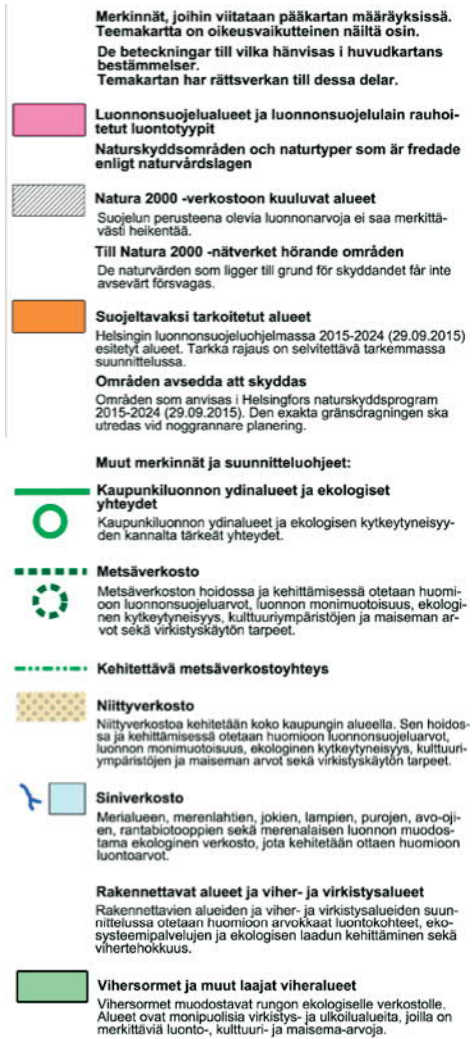 Merkinnät, joihin viitataan pääkartan määräyksissä.
Teemakartta on oikeusvaikutteinen näiltä osin.
De beteckningar till vilka hänvisas i huvudkartans
bestämmelser.
Temakartan har rättsverkan till dessa delar.
Luonnonsuojelualueet ja luonnonsuojelulain rauhoi-
tetut luontotyypit
Naturskyddsområden och naturtyper som är fredade
enligt naturvårdslagen
Natura 2000 -verkostoon kuuluvat alueet
Suojelun perusteena olevia luonnonarvoja ei saa merkittä-
västi heikentää.
Till Natura 2000 -nätverket hörande områden
De naturvärden som ligger till grund för skyddandet får inte
avsevärt försvagas.
Suojeltavaksi tarkoitetut alueet
Helsingin luonnonsuojeluohjelmassa 2015-2024 (29.09.2015)
esitetyt alueet. Tarkka rajaus on selvitettävä tarkemmassa
suunnittelussa.
Områden avsedda att skyddas
Områden som anvisas i Helsingfors naturskyddsprogram
2015-2024 (29.09.2015). Den exakta gränsdragningen ska
utredas vid noggrannare planering.
Muut merkinnät ja suunnitteluohjeet:
Kaupunkiluonnon ydinalueet ja ekologiset
yhteydet
Kaupunkiluonnon ydinalueet ja ekologisen kytkeytyneisyy-
den kannalta tärkeät yhteydet.
Metsäverkosto
Metsäverkoston hoidossa ja kehittämisessä otetaan huomi-
oon luonnonsuojeluarvot, luonnon monimuotoisuus, ekologi-
nen kytkeytyneisyys, kulttuuriympäristöjen ja maiseman ar-
vot sekä virkistyskäytön tarpeet.
Kehitettävä metsäverkostoyhteys
Niittyverkosto
Niittyverkostoa kehitetään koko kaupungin alueella. Sen hoidos-
sa ja kehittämisessä otetaan huomioon luonnonsuojeluarvot,
luonnon monimuotoisuus, ekologinen kytkeytyneisyys, kulttuuri-
ympäristöjen ja maiseman arvot sekä virkistyskäytön tarpeet.
Siniverkosto
Merialueen, merenlahtien, jokien, lampien, purojen, avo-oji-
en, rantabiotooppien sekä merenalaisen luonnon muodos-
tama ekologinen verkosto, jota kehitetään ottaen huomioon
luontoarvot.
Rakennettavat alueet ja viher- ja virkistysalueet
Rakennettavien alueiden ja viher- ja virkistysalueiden suun-
nittelussa otetaan huomioon arvokkaat luontokohteet, eko-
systeemipalvelujen ja ekologisen laadun kehittäminen sekä
vihertehokkuus.
Vihersormet ja muut laajat viheralueet
Vihersormet muodostavat rungon ekologiselle verkostolle.
Alueet ovat monipuolisia virkistys- ja ulkoilualueita, joilla on
merkittäviä luonto-, kulttuuri- ja maisema-arvoja.